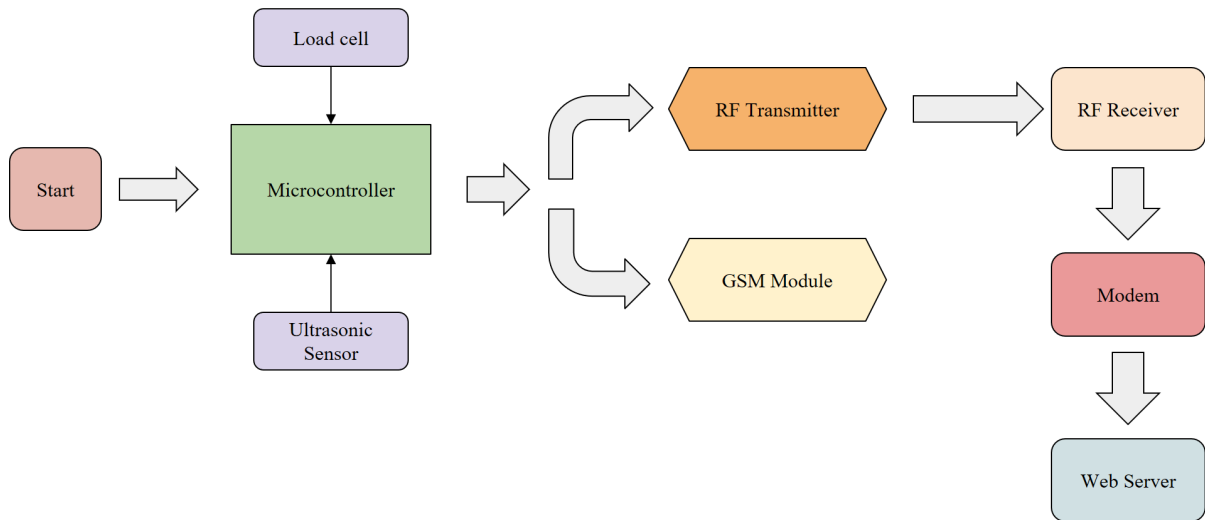 Load cell
RF Transmitter
RF Receiver
Start
Microcontroller
GSM Module
Modem
Ultrasonic
Sensor
Web Server